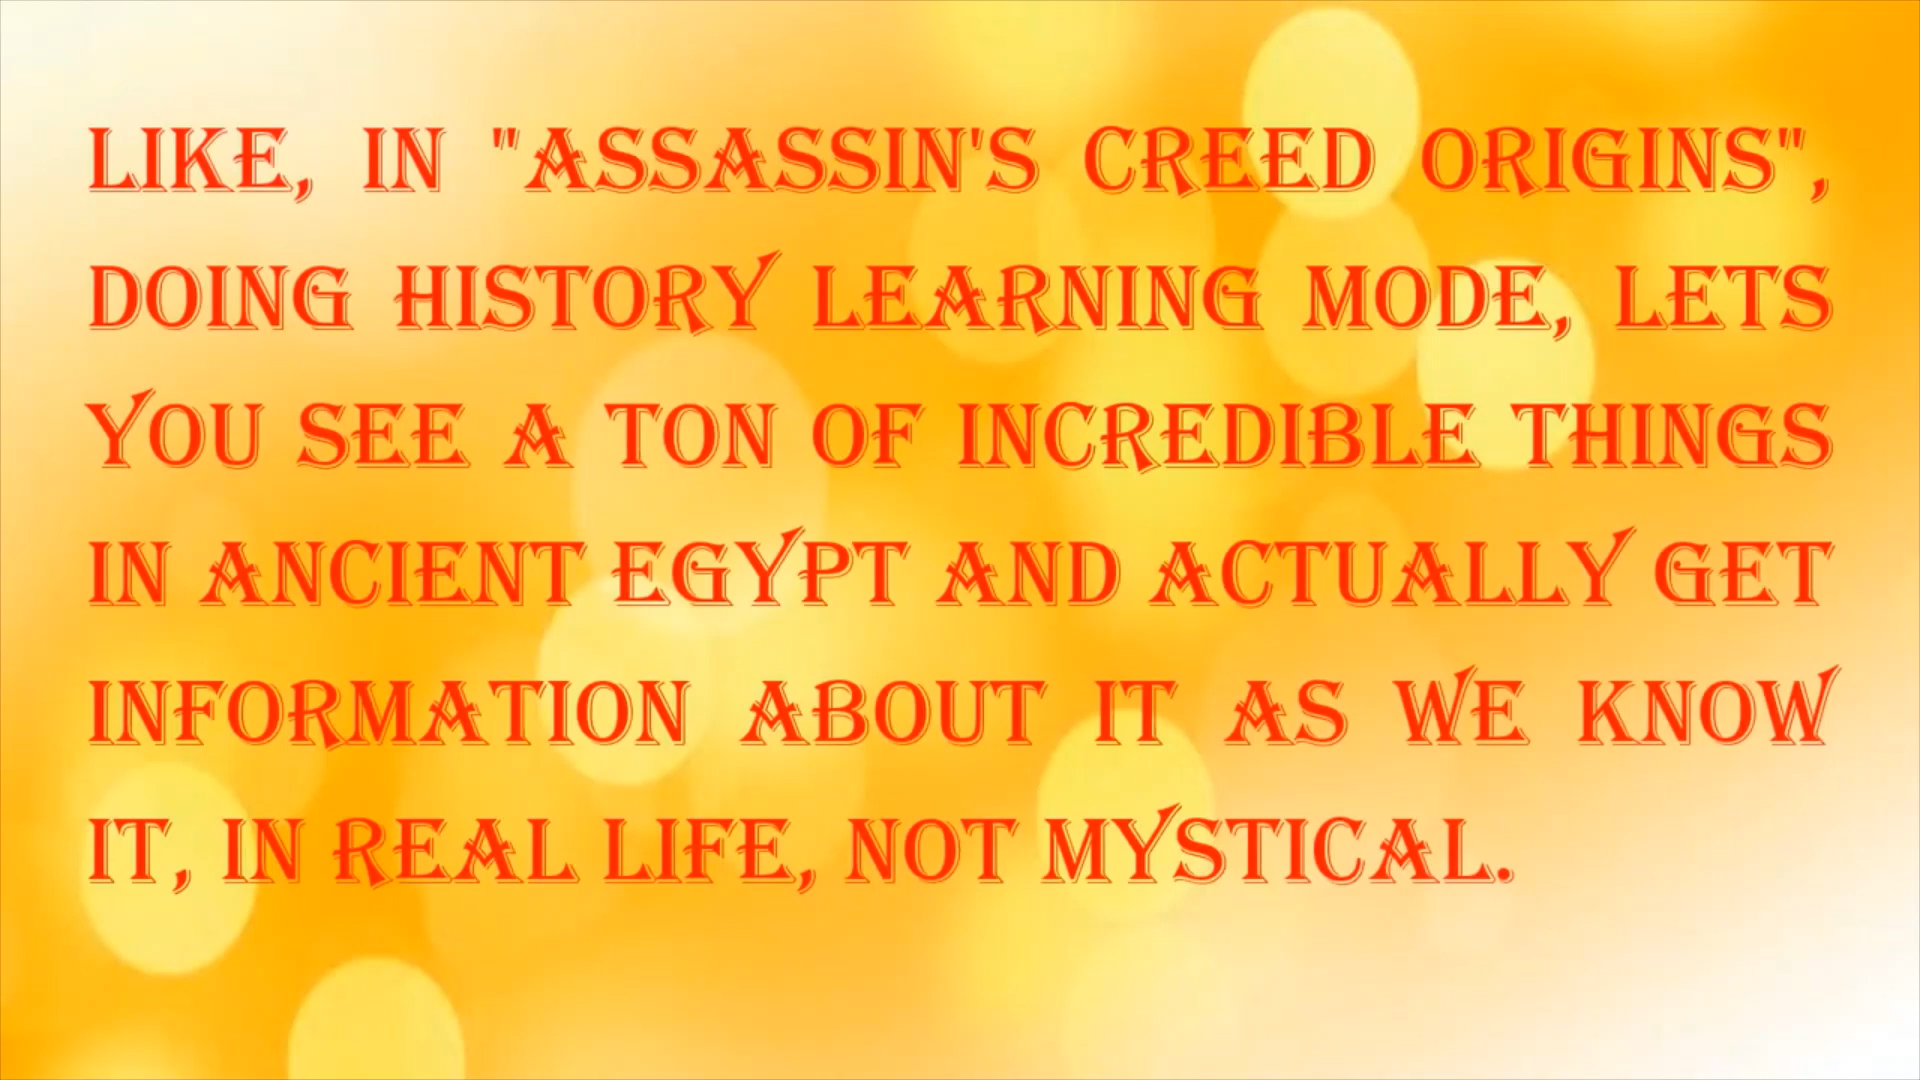 LIKE, IN "ASSASSIN'S CREED ORIGINS",
DOING HISTORY LEARNING MODE, LETS
YOU SEE A TON OF INCREDIBLE THINGS
IN ANCIENT EGYPT AND ACTUALLY GET
INFORMATION ABOUT IT AS WE KNOW
IT, IN REAL LIFE, NOT MYSTICAL.